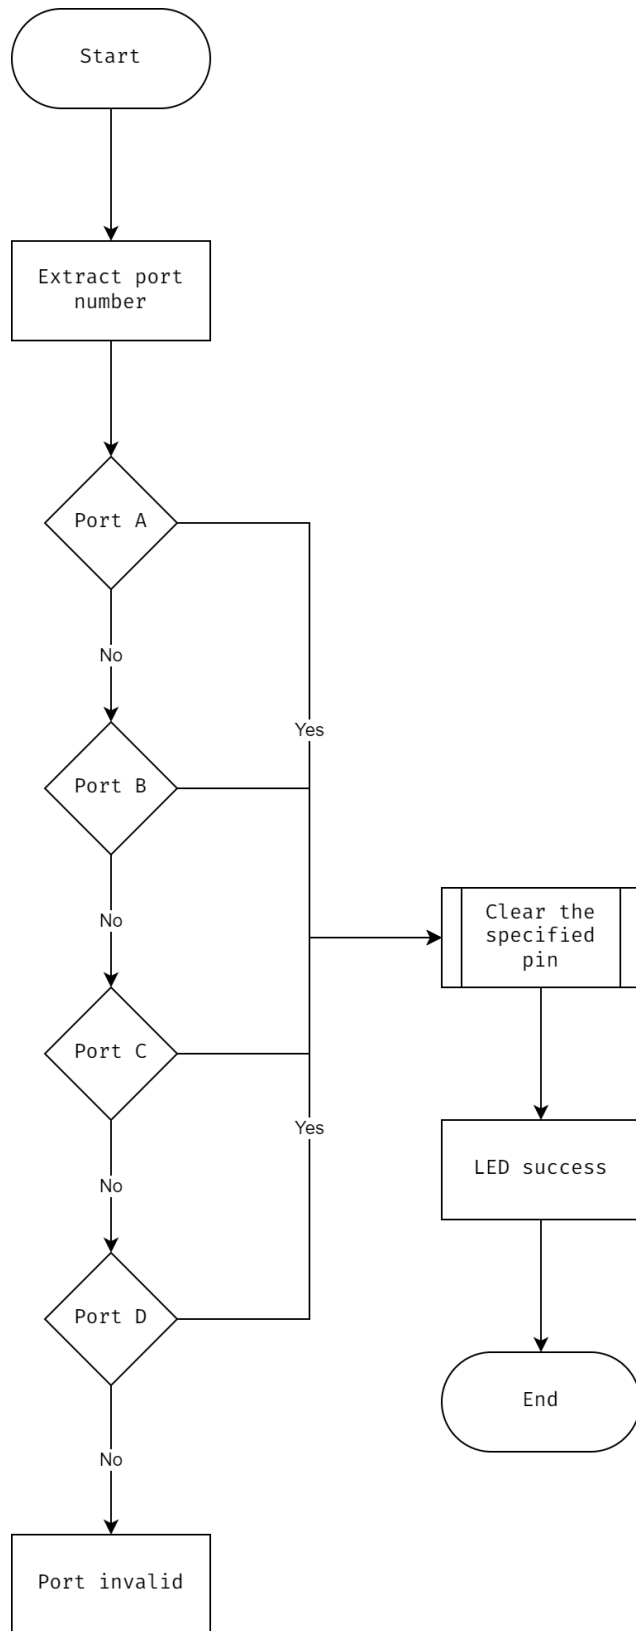 Start
Extract port
number
Port A
No
Yes
Port B
No
Clear the
specified
pin
Port C
Yes
No
LED success
Port D
End
No
Port invalid